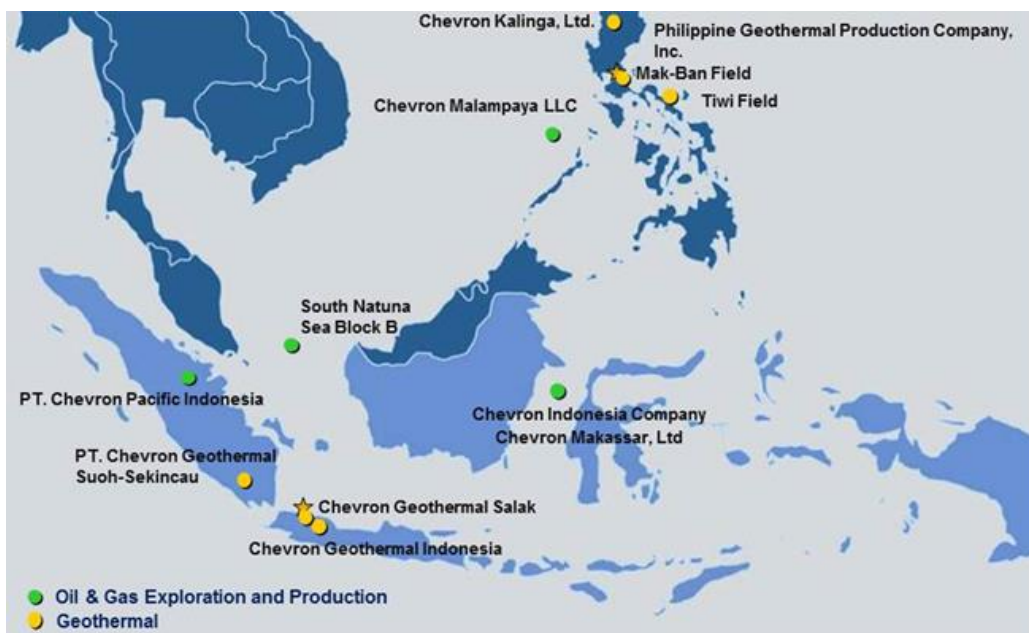 Chevron Kalinga, Ltd.
Philippine Geothermal Production Company,
Inc.
Mak-Ban Field
Tiwi Field
Chevron Malampaya LLC
South Natuna
Sea Block B
PT. Chevron Pacific Indonesia
Chevron Indonesia Company
Chevron Makassar, Ltd
PT. Chevron Geothermal
Suoh-Sekincau
Chevron Geothermal Salak
Chevron Geothermal Indonesia
Oil & Gas Exploration and Production
Geothermal